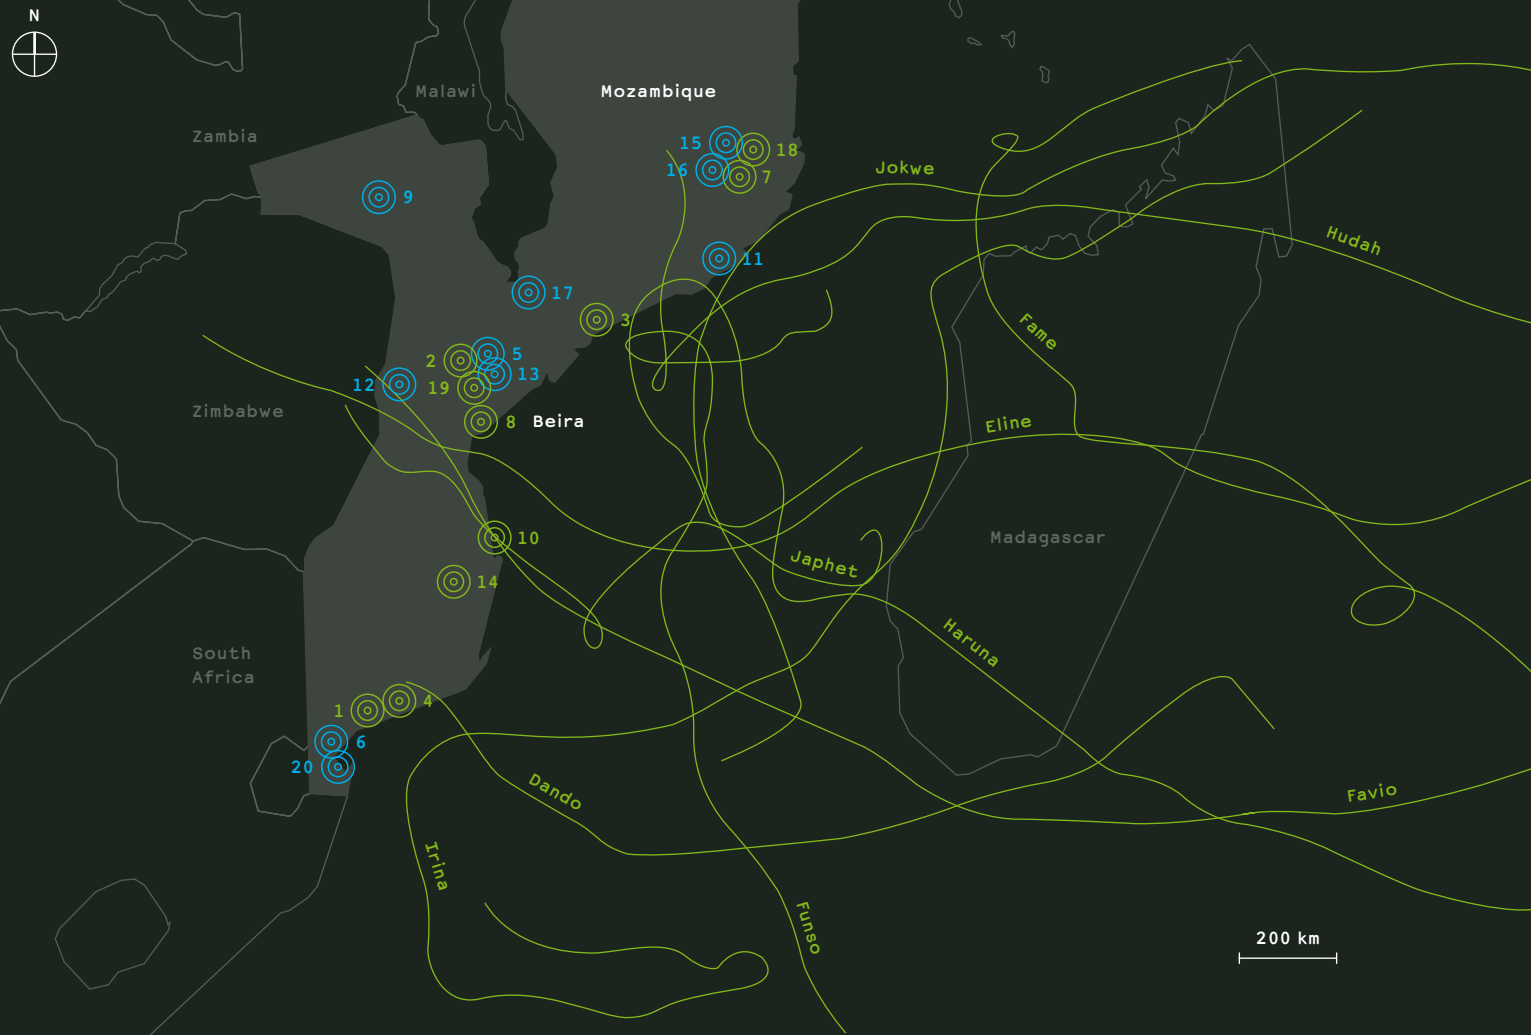 N
Malawi
Mozambique
Zambia
15
18
16
7
Jokwe
9
Hudah
11
17
3
Fame
2
5
13
12
19
Zimbabwe
8
Beira
Eline
10
Madagascar
Japhet
14
Haruna
South
Africa
4
1
6
20
Dando
Favio
Irina
Funso
200 km